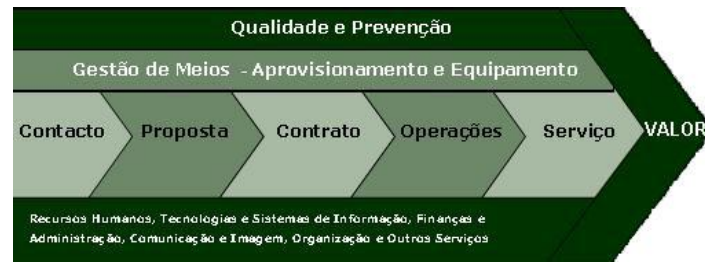 Qualidade e Prevenção
Gestão de Meios - Aprovisionamento e Equipamento
Contacto Proposta Contrato Operações Serviço VALOR
Recursos Humanos, Tecnologias e Sistemas de Informação, Finanças e
Administração, Comunicação e Imagem, Organização e Outros Serviços